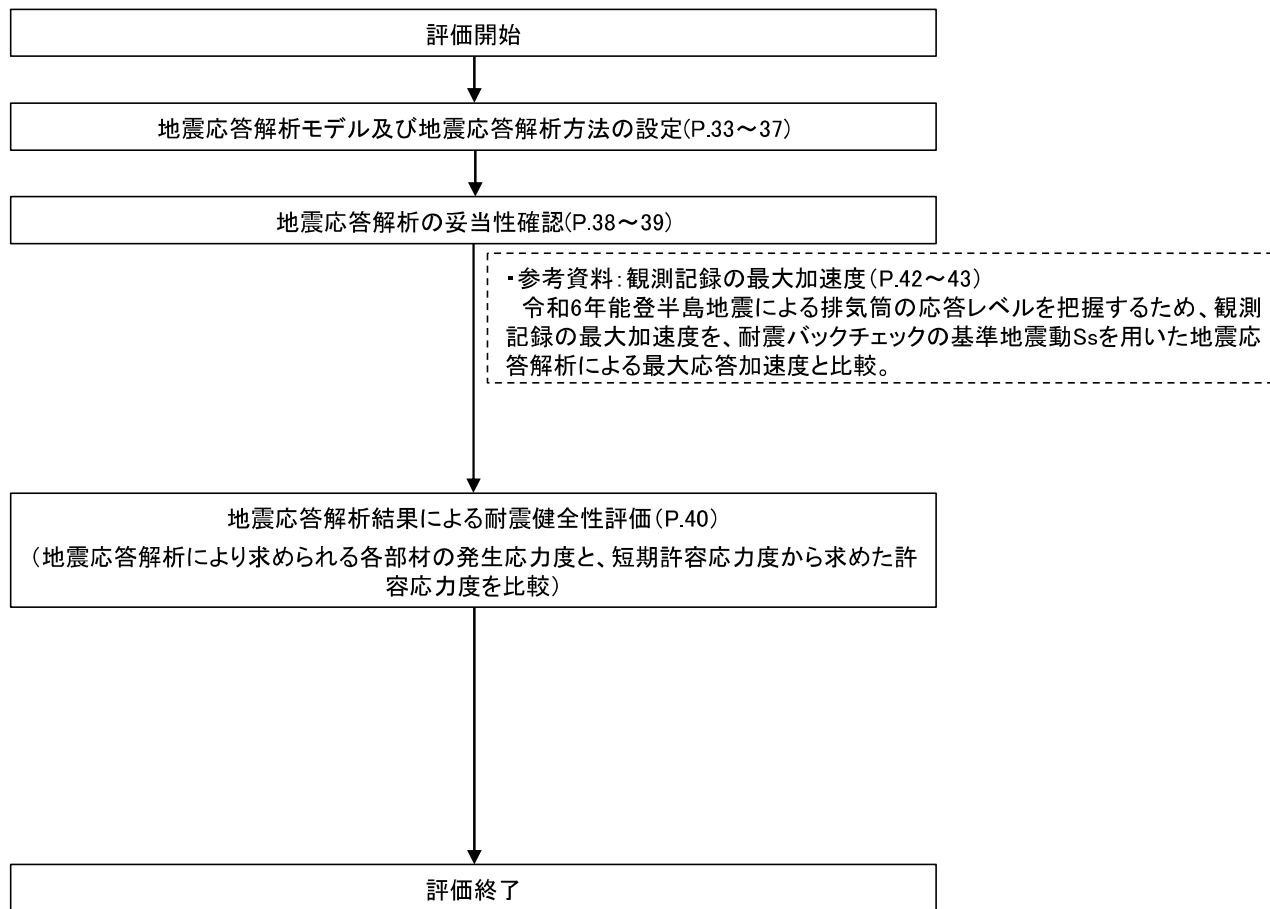 評価開始
地震応答解析モデル及び地震応答解析方法の設定(P.33～37)
地震応答解析の妥当性確認(P.38～39)
・参考資料：観測記録の最大加速度(P.42～43)
令和6年能登半島地震による排気筒の応答レベルを把握するため、観測
記録の最大加速度を、耐震バックチェックの基準地震動Ssを用いた地震応
答解析による最大応答加速度と比較。
地震応答解析結果による耐震健全性評価(P.40)
（地震応答解析により求められる各部材の発生応力度と、短期許容応力度から求めた許
容応力度を比較）
評価終了